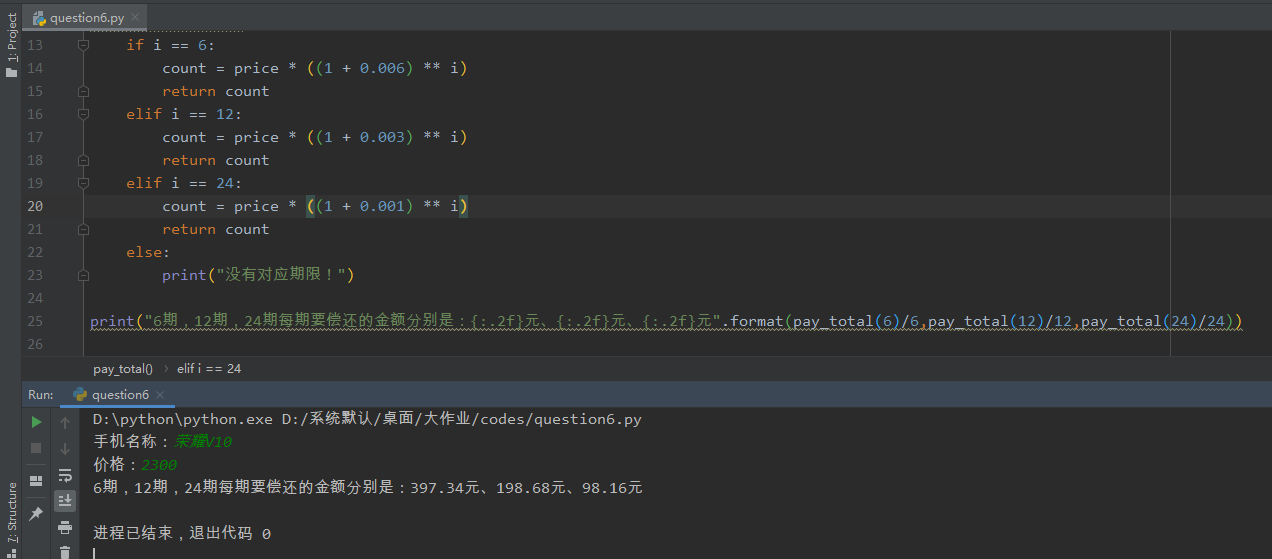 question6.py
1: Project
13 if i == 6:
14 count = price * ((1 + 0.006) ** i)
15 return count
16 elif i == 12:
17 count = price * ((1 + 0.003) ** i)
18 return count
19 elif i == 24:
20 count = price * ((1 + 0.001) ** i)
21 return count
22 else:
23 print("没有对应期限！")
24
25 print("6期，12期，24期每期要偿还的金额分别是：{:.2f}元、{:.2f}元、{:.2f}元".format(pay_total(6)/6,pay_total(12)/12,pay_total(24)/24))
26
pay_total() › elif i == 24
Run: question6
D:\python\python.exe D:/系统默认/桌面/大作业/codes/question6.py
手机名称：荣耀V10
价格：2300
6期，12期，24期每期要偿还的金额分别是：397.34元、198.68元、98.16元
进程已结束，退出代码 0
7: Structure